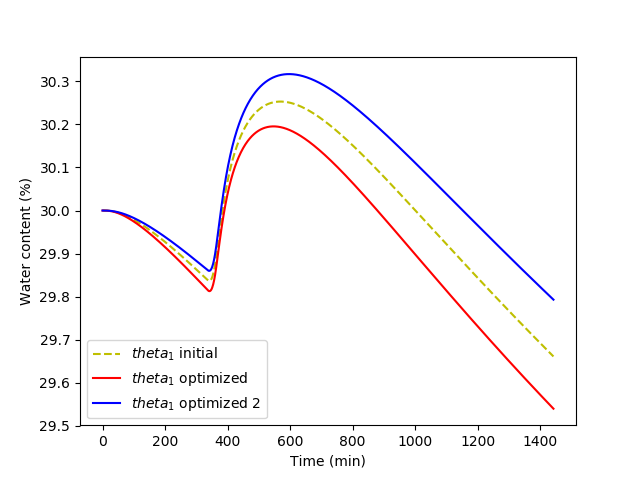 30.3
30.2
30.1
30.0
29.9
29.8
29.7
29.6
29.5
Water content (%)
theta1 initial
theta1 optimized
theta1 optimized 2
0 200 400 600 800 1000 1200 1400
Time (min)